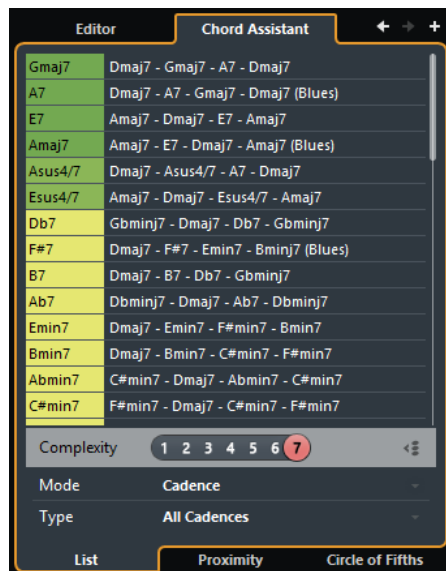 Editor Chord Assistant
Gmaj7 Dmaj7 - Gmaj7 - A7 - Dmaj7
A7 Dmaj7 - A7 - Gmaj7 - Dmaj7 (Blues)
E7 Amaj7 - Dmaj7 - E7 - Amaj7
Amaj7 Amaj7 - E7 - Dmaj7 - Amaj7 (Blues)
Asus4/7 Dmaj7 - Asus4/7 - A7 - Dmaj7
Esus4/7 Amaj7 - Dmaj7 - Esus4/7 - Amaj7
Db7 Gbminj7 - Dmaj7 - Db7 - Gbminj7
F#7 Dmaj7 - F#7 - Emin7 - Bminj7 (Blues)
B7 Dmaj7 - B7 - Db7 - Gbminj7
Ab7 Dbminj7 - Dmaj7 - Ab7 - Dbminj7
Emin7 Dmaj7 - Emin7 - F#min7 - Bmin7
Bmin7 Dmaj7 - Bmin7 - C#min7 - F#min7
Abmin7 C#min7 - Dmaj7 - Abmin7 - C#min7
C#min7 F#min7 - Dmaj7 - C#min7 - F#min7
Complexity 1 2 3 4 5 6 7
Mode Cadence
Type All Cadences
List Proximity Circle of Fifths